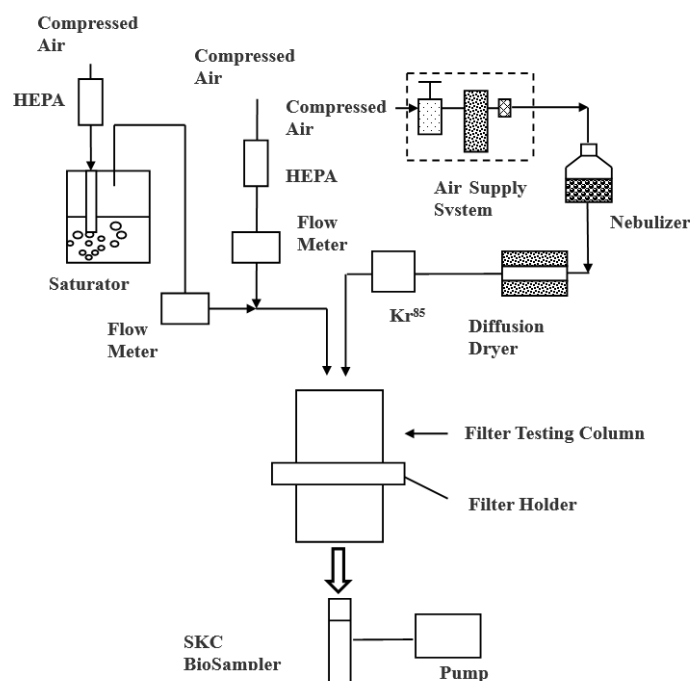 Compressed
Air
HEPA
Saturator
Flow
Meter
Compressed
Air
HEPA
Flow
Meter
Compressed
Air
Air Supply
System
Nebulizer
Diffusion
Dryer
Kr85
Filter Testing Column
Filter Holder
SKC
BioSampler
Pump